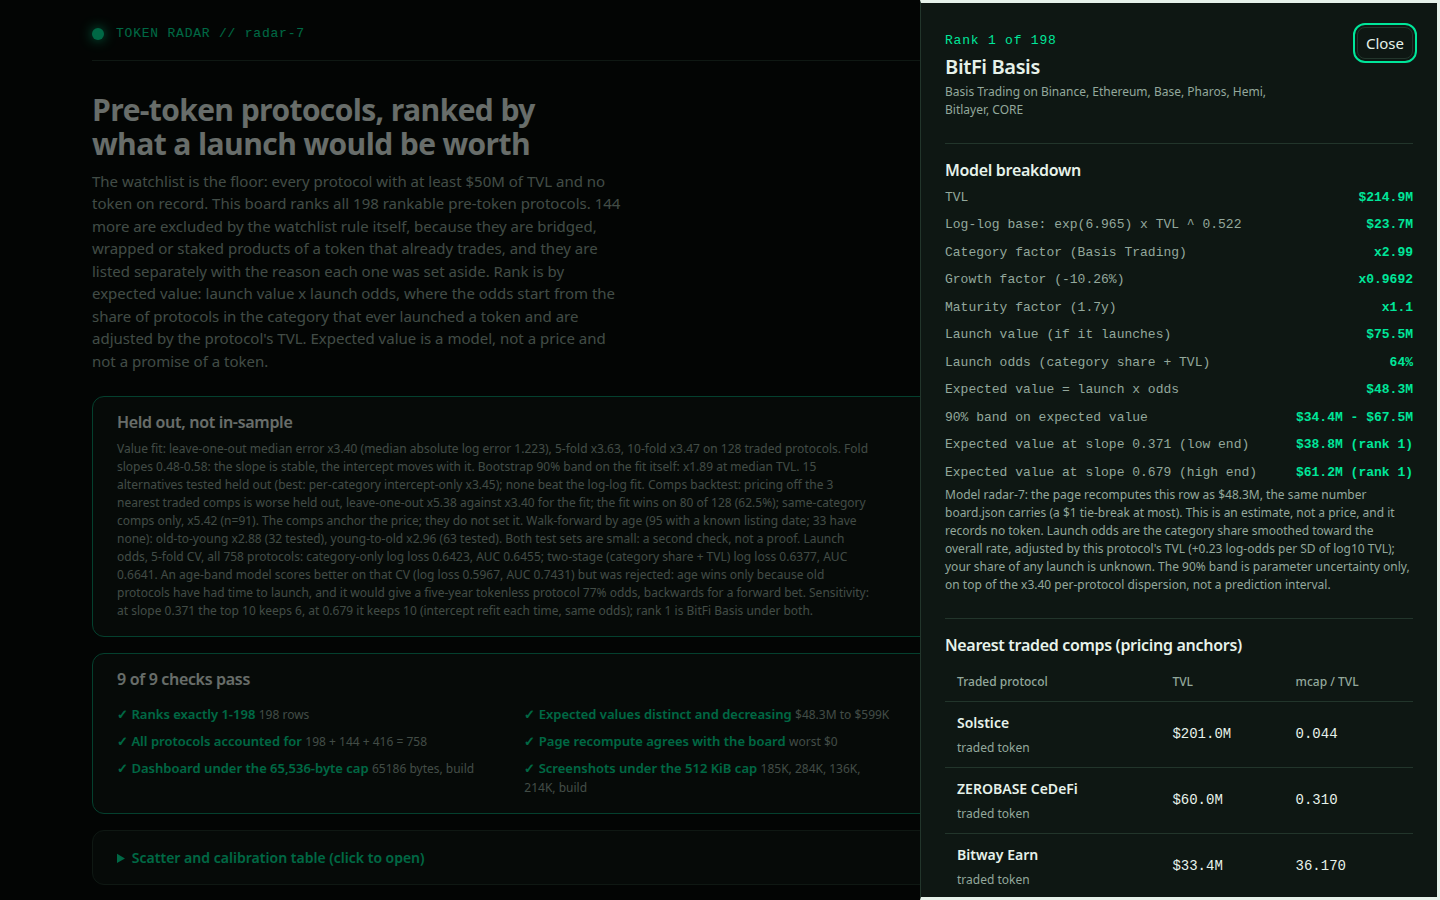 TOKEN RADAR // radar-7
Pre-token protocols, ranked by
what a launch would be worth
The watchlist is the floor: every protocol with at least $50M of TVL and no
token on record. This board ranks all 198 rankable pre-token protocols. 144
more are excluded by the watchlist rule itself, because they are bridged,
wrapped or staked products of a token that already trades, and they are
listed separately with the reason each one was set aside. Rank is by
expected value: launch value x launch odds, where the odds start from the
share of protocols in the category that ever launched a token and are
adjusted by the protocol's TVL. Expected value is a model, not a price and
not a promise of a token.
Held out, not in-sample
Value fit: leave-one-out median error x3.40 (median absolute log error 1.223), 5-fold x3.63, 10-fold x3.47 on 128 traded protocols. Fold
slopes 0.48-0.58: the slope is stable, the intercept moves with it. Bootstrap 90% band on the fit itself: x1.89 at median TVL. 15
alternatives tested held out (best: per-category intercept-only x3.45); none beat the log-log fit. Comps backtest: pricing off the 3
nearest traded comps is worse held out, leave-one-out x5.38 against x3.40 for the fit; the fit wins on 80 of 128 (62.5%); same-category
comps only, x5.42 (n=91). The comps anchor the price; they do not set it. Walk-forward by age (95 with a known listing date; 33 have
none): old-to-young x2.88 (32 tested), young-to-old x2.96 (63 tested). Both test sets are small: a second check, not a proof. Launch
odds, 5-fold CV, all 758 protocols: category-only log loss 0.6423, AUC 0.6455; two-stage (category share + TVL) log loss 0.6377, AUC
0.6641. An age-band model scores better on that CV (log loss 0.5967, AUC 0.7431) but was rejected: age wins only because old
protocols have had time to launch, and it would give a five-year tokenless protocol 77% odds, backwards for a forward bet. Sensitivity:
at slope 0.371 the top 10 keeps 6, at 0.679 it keeps 10 (intercept refit each time, same odds); rank 1 is BitFi Basis under both.
9 of 9 checks pass
✓ Ranks exactly 1-198 198 rows
✓ Expected values distinct and decreasing $48.3M to $599K
✓ All protocols accounted for 198 + 144 + 416 = 758
✓ Page recompute agrees with the board worst $0
✓ Dashboard under the 65,536-byte cap 65186 bytes, build
✓ Screenshots under the 512 KiB cap 185K, 284K, 136K,
214K, build
▶ Scatter and calibration table (click to open)
Rank 1 of 198
Close
BitFi Basis
Basis Trading on Binance, Ethereum, Base, Pharos, Hemi,
Bitlayer, CORE
Model breakdown
TVL $214.9M
Log-log base: exp(6.965) x TVL ^ 0.522 $23.7M
Category factor (Basis Trading) x2.99
Growth factor (-10.26%) x0.9692
Maturity factor (1.7y) x1.1
Launch value (if it launches) $75.5M
Launch odds (category share + TVL) 64%
Expected value = launch x odds $48.3M
90% band on expected value $34.4M - $67.5M
Expected value at slope 0.371 (low end) $38.8M (rank 1)
Expected value at slope 0.679 (high end) $61.2M (rank 1)
Model radar-7: the page recomputes this row as $48.3M, the same number
board.json carries (a $1 tie-break at most). This is an estimate, not a price, and it
records no token. Launch odds are the category share smoothed toward the
overall rate, adjusted by this protocol's TVL (+0.23 log-odds per SD of log10 TVL);
your share of any launch is unknown. The 90% band is parameter uncertainty only,
on top of the x3.40 per-protocol dispersion, not a prediction interval.
Nearest traded comps (pricing anchors)
Traded protocol TVL mcap / TVL
Solstice
traded token
$201.0M 0.044
ZEROBASE CeDeFi
traded token
$60.0M 0.310
Bitway Earn
traded token
$33.4M 36.170